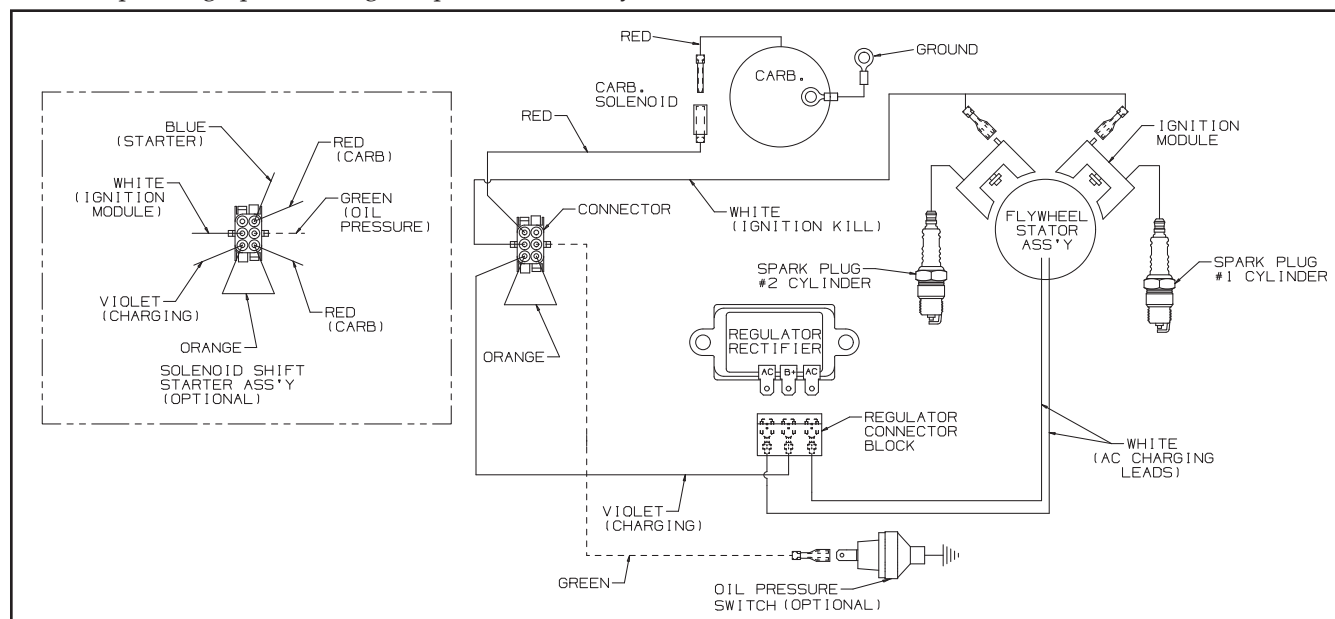 RED
GROUND
CARB.
CARB.
SOLENOID
RED
IGNITION
MODULE
BLUE
(STARTER)
RED
(CARB)
WHITE
(IGNITION
MODULE)
GREEN
(OIL
PRESSURE)
VIOLET
(CHARGING)
RED
(CARB)
ORANGE
SOLENOID SHIFT
STARTER ASS'Y
(OPTIONAL)
CONNECTOR
WHITE
(IGNITION KILL)
FLYWHEEL
STATOR
ASS'Y
SPARK PLUG
#2 CYLINDER
SPARK PLUG
#1 CYLINDER
ORANGE
REGULATOR
RECTIFIER
AC B+ AC
REGULATOR
CONNECTOR
BLOCK
WHITE
(AC CHARGING
LEADS)
VIOLET
(CHARGING)
GREEN
OIL PRESSURE
SWITCH (OPTIONAL)